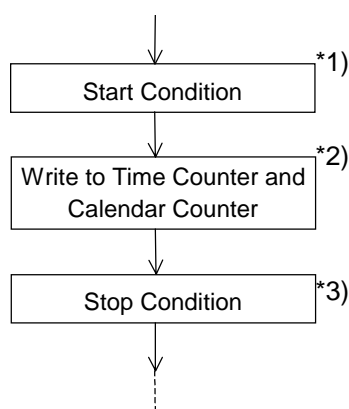 *1)
Start Condition
*2)
Write to Time Counter and
Calendar Counter
*3)
Stop Condition